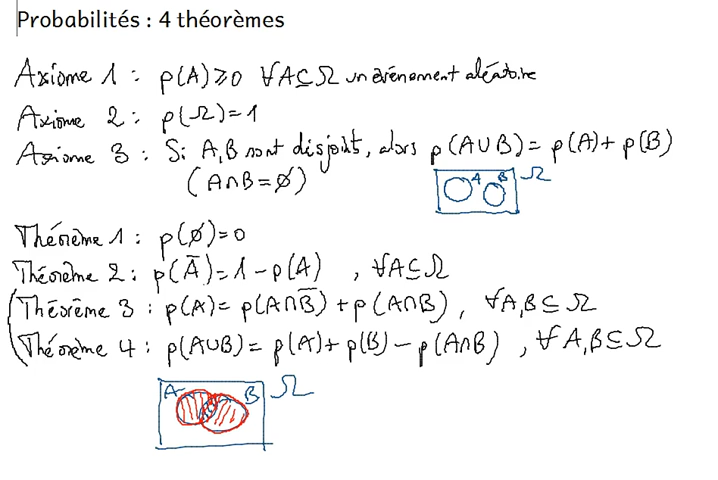 Probabilités : 4 théorèmes
Axiome 1 : p(A)⩾0 ∀A⊆Ω un événement aléatoire
Axiome 2 : p(Ω)=1
Axiome 3 : Si A,B sont disjoints, alors p(A∪B)= p(A)+ p(B)
(A∩B=∅)
A B Ω
Théorème 1 : p(∅)=0
Théorème 2 : p(Ā)=1-p(A) , ∀A⊆Ω
(Théorème 3 : p(A)= p(A∩B̅)+p(A∩B), ∀A,B⊆Ω
(Théorème 4 : p(A∪B)= p(A)+p(B)-p(A∩B) , ∀A,B⊆Ω
A B Ω